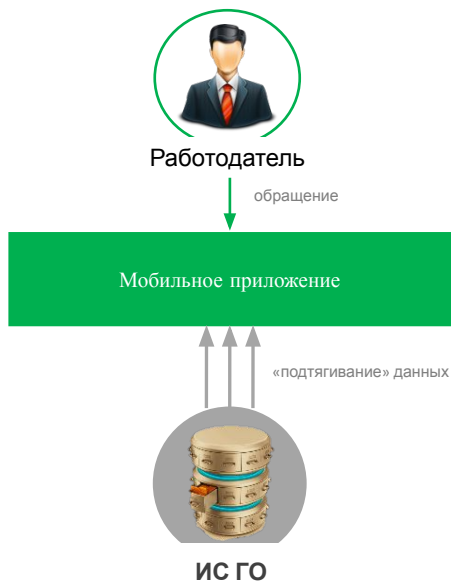 Работодатель
обращение
Мобильное приложение
«подтягивание» данных
ИС ГО